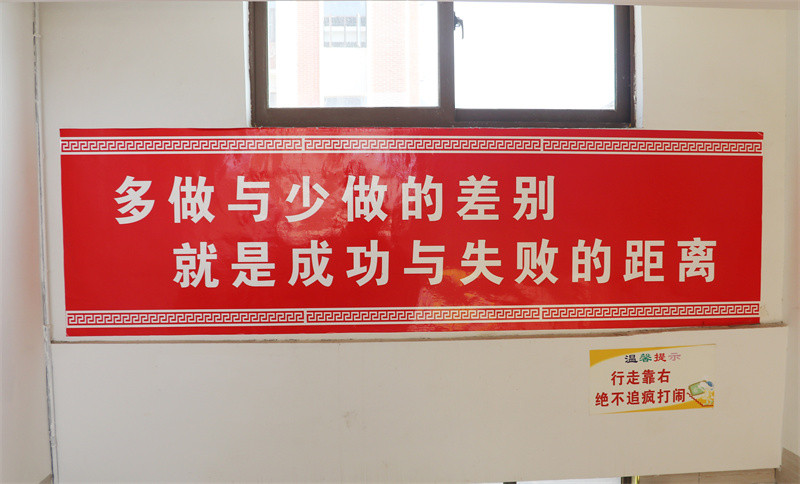 多做与少做的差别
就是成功与失败的距离
温馨提示
行走靠右
绝不追疯打闹